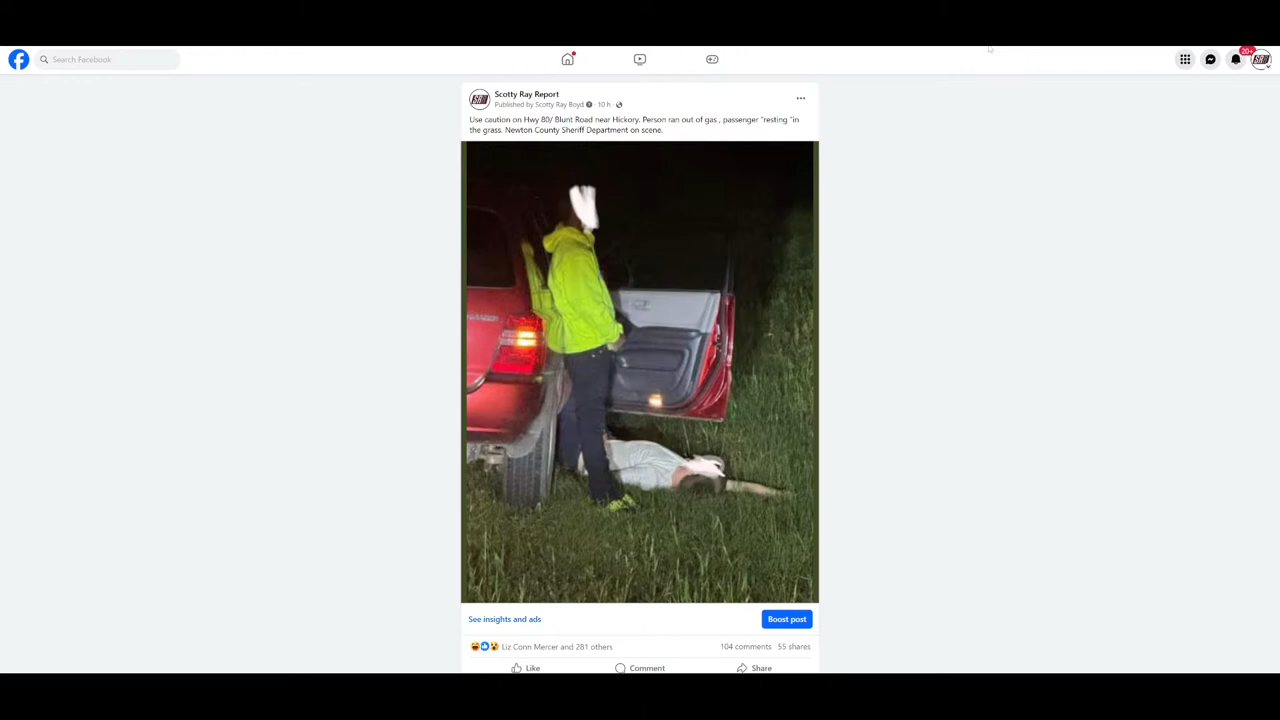 Search Facebook
20+
Scotty Ray Report
Published by Scotty Ray Boyd · 10 h ·
Use caution on Hwy 80/ Blunt Road near Hickory. Person ran out of gas , passenger "resting "in
the grass. Newton County Sheriff Department on scene.
See insights and ads
Boost post
Liz Conn Mercer and 281 others
104 comments 55 shares
Like
Comment
Share